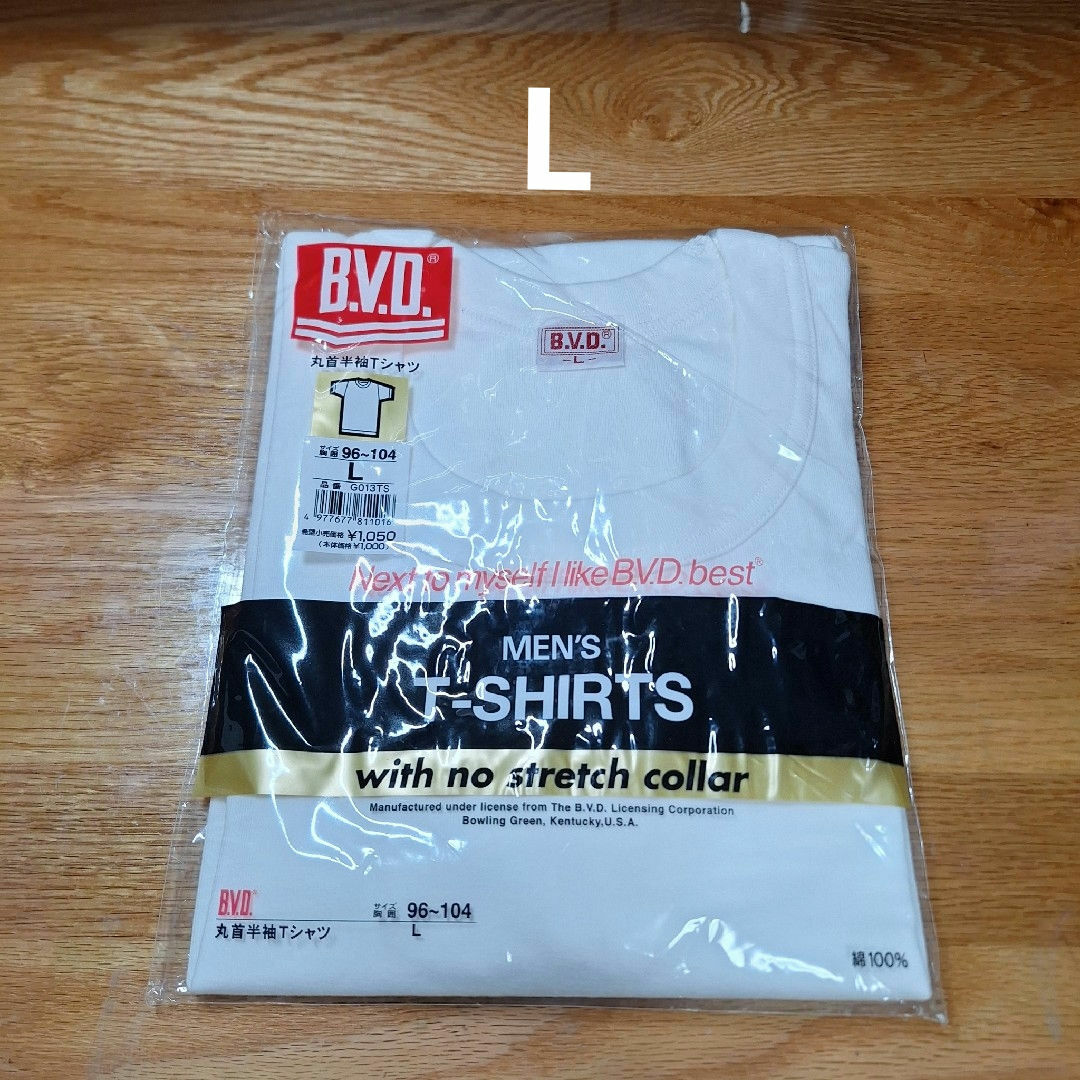 L
B.V.D.®
丸首半袖Tシャツ
サイズ
胸囲 96~104
L
品番 G013TS
4 977677 811016
希望小売価格 ¥1,050
(本体価格¥1,000)
B.V.D.®
-L-
Next to myself I like B.V.D. best®
MEN'S
T-SHIRTS
with no stretch collar
Manufactured under license from The B.V.D. Licensing Corporation
Bowling Green, Kentucky, U.S.A.
B.V.D.®
丸首半袖Tシャツ
サイズ
胸囲 96~104
L
綿100%